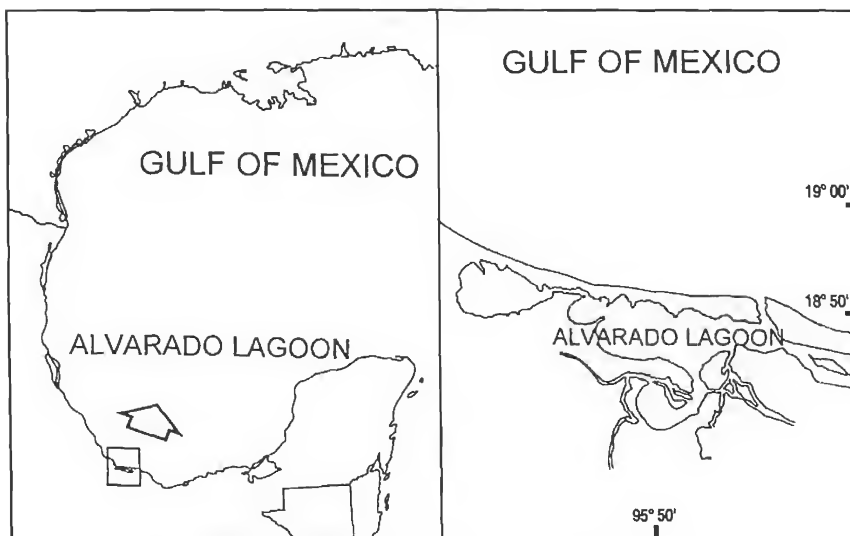 GULF OF MEXICO
ALVARADO LAGOON
GULF OF MEXICO
19° 00'
18° 50'
ALVARADO LAGOON
95° 50'